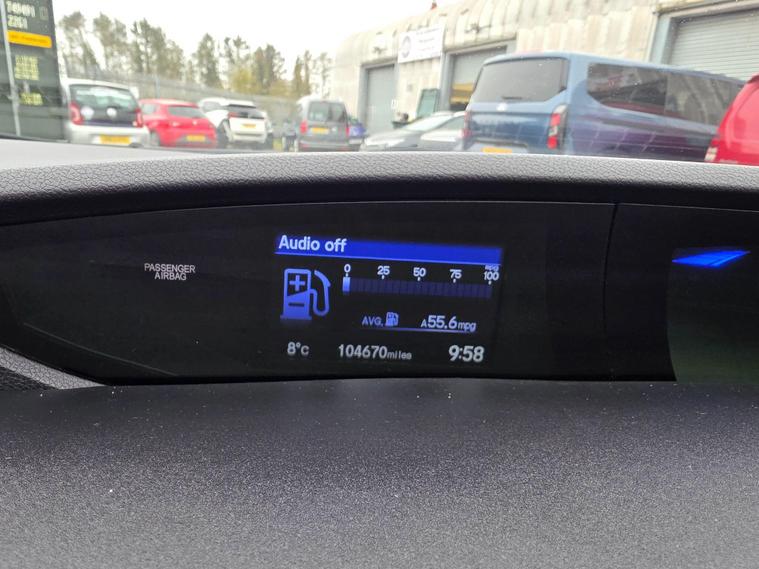 Audio off
PASSENGER
AIRBAG
0 25 50 75 100
mpg
AVG. A55.6mpg
8°c 104670miles 9:58